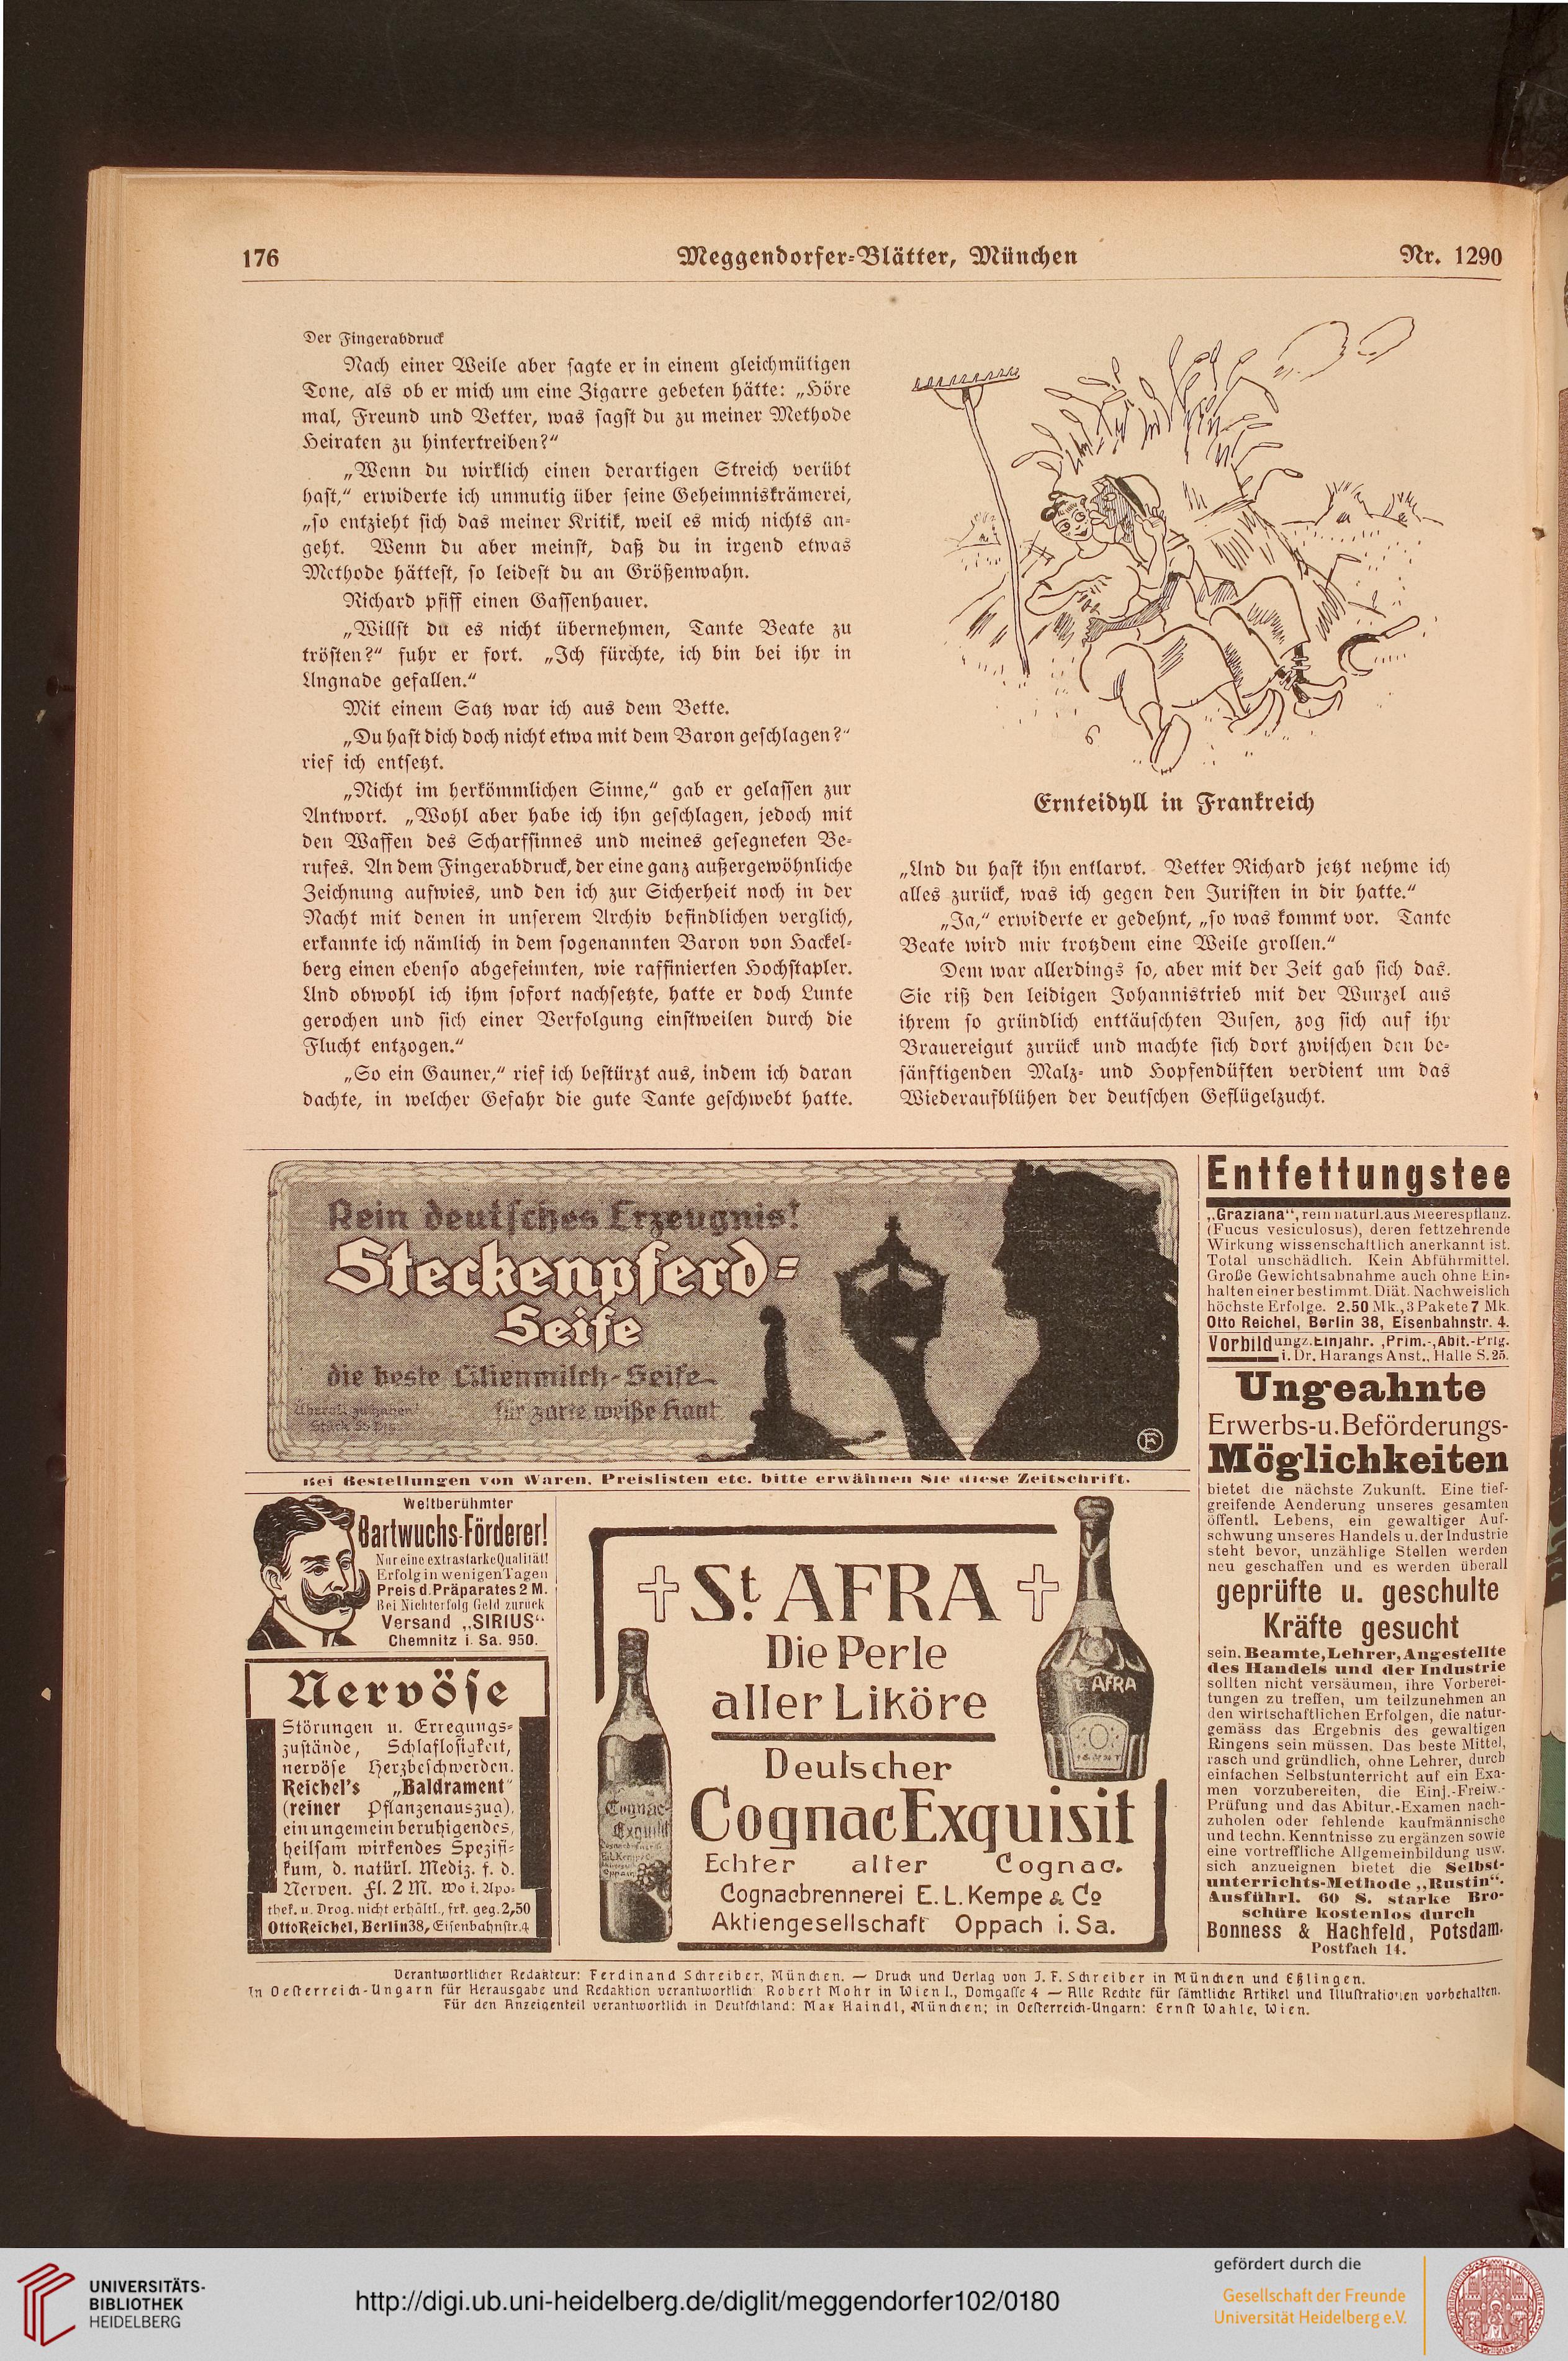 176
Meggendorfer-Blätter, München
Nr. 1290
Der Fingerabdruck
Nach einer Weile aber sagte er in einem gleichmütigen
Tone, als ob er mich um eine Zigarre gebeten hätte: „Höre
mal, Freund und Vetter, was sagst du zu meiner Methode
Heiraten zu hintertreiben?“
„Wenn du wirklich einen derartigen Streich verübt
hast,“ erwiderte ich unmutig über seine Geheimniskrämerei,
„so entzieht sich das meiner Kritik, weil es mich nichts an-
geht. Wenn du aber meinst, daß du in irgend etwas
Methode hättest, so leidest du an Größenwahn.
Richard pfiff einen Gassenhauer.
„Willst du es nicht übernehmen, Tante Beate zu
trösten?“ fuhr er fort. „Ich fürchte, ich bin bei ihr in
Ungnade gefallen.“
Mit einem Satz war ich aus dem Bette.
„Du hast dich doch nicht etwa mit dem Baron geschlagen?“
rief ich entsetzt.
„Nicht im herkömmlichen Sinne,“ gab er gelassen zur
Antwort. „Wohl aber habe ich ihn geschlagen, jedoch mit
den Waffen des Scharfsinnes und meines gesegneten Be-
rufes. An dem Fingerabdruck, der eine ganz außergewöhnliche
Zeichnung aufwies, und den ich zur Sicherheit noch in der
Nacht mit denen in unserem Archiv befindlichen verglich,
erkannte ich nämlich in dem sogenannten Baron von Hackel-
berg einen ebenso abgefeimten, wie raffinierten Hochstapler.
Und obwohl ich ihm sofort nachsetzte, hatte er doch Lunte
gerochen und sich einer Verfolgung einstweilen durch die
Flucht entzogen.“
„So ein Gauner,“ rief ich bestürzt aus, indem ich daran
dachte, in welcher Gefahr die gute Tante geschwebt hatte.
Ernteidyll in Frankreich
„Und du hast ihn entlarvt. Vetter Richard jetzt nehme ich
alles zurück, was ich gegen den Juristen in dir hatte.“
„Ja,“ erwiderte er gedehnt, „so was kommt vor. Tante
Beate wird mir trotzdem eine Weile grollen.“
Dem war allerdings so, aber mit der Zeit gab sich das.
Sie riß den leidigen Johannistrieb mit der Wurzel aus
ihrem so gründlich enttäuschten Busen, zog sich auf ihr
Brauereigut zurück und machte sich dort zwischen den be-
sänftigenden Malz- und Hopfendüften verdient um das
Wiederaufblühen der deutschen Geflügelzucht.
Rein deutsches Erzeugnis!
Steckenpferd-
Seife
die beste Lilienmilch-Seife
für zarte weiße Haut
Überall zu haben
Stück 55 Pfg.
F
Bei Bestellungen von Waren, Preislisten etc. bitte erwähnen Sie diese Zeitschrift.
Weltberühmter
Bartwuchs-Förderer!
Nur eine extrastarke Qualität!
Erfolg in wenigen Tagen
Preis d. Präparates 2 M.
Bei Nichterfolg Geld zurück
Versand „SIRIUS“
Chemnitz i. Sa. 950.
Nervöse
Störungen u. Erregungs-
zustände, Schlaflosigkeit,
nervöse Herzbeschwerden.
Reichel's „Baldrament“
(reiner Pflanzenauszug),
ein ungemein beruhigendes,
heilsam wirkendes Spezifi-
kum, d. natürl. Mediz. f. d.
Nerven. Fl. 2 M. Wo i. Apo-
thek. u. Drog. nicht erhältl., frk. geg. 2,50
Otto Reichel, Berlin 38, Eisenbahnstr. 4
St. AFRA
Die Perle
aller Liköre
Deutscher
Cognac Exquisit
Echter alter Cognac.
Cognacbrennerei E. L. Kempe & Co
Aktiengesellschaft Oppach i. Sa.
ST. AFRA
Cognac
Exquisit
Entfettungstee
„Graziana“, rein natürl. aus Meerespflanz.
(Fucus vesiculosus), deren fettzehrende
Wirkung wissenschaftlich anerkannt ist.
Total unschädlich. Kein Abführmittel.
Große Gewichtsabnahme auch ohne Ein-
halten einer bestimmt. Diät. Nachweislich
höchste Erfolge. 2.50 Mk., 3 Pakete 7 Mk.
Otto Reichel, Berlin 38, Eisenbahnstr. 4.
Vorbildungz. Einjähr., Prim.-, Abit.-Prfg.
i. Dr. Harangs Anst., Halle S. 25.
Ungeahnte
Erwerbs- u. Beförderungs-
Möglichkeiten
bietet die nächste Zukunft. Eine tief-
greifende Aenderung unseres gesamten
öffentl. Lebens, ein gewaltiger Auf-
schwung unseres Handels u. der Industrie
steht bevor, unzählige Stellen werden
neu geschaffen und es werden überall
geprüfte u. geschulte
Kräfte gesucht
sein. Beamte, Lehrer, Angestellte
des Handels und der Industrie
sollten nicht versäumen, ihre Vorberei-
tungen zu treffen, um teilzunehmen an
den wirtschaftlichen Erfolgen, die natur-
gemäss das Ergebnis des gewaltigen
Ringens sein müssen. Das beste Mittel,
rasch und gründlich, ohne Lehrer, durch
einfachen Selbstunterricht auf ein Exa-
men vorzubereiten, die Einj.-Freiw.-
Prüfung und das Abitur.-Examen nach-
zuholen oder fehlende kaufmännische
und techn. Kenntnisse zu ergänzen sowie
eine vortreffliche Allgemeinbildung usw.
sich anzueignen bietet die Selbst-
unterrichts-Methode „Rustin“.
Ausführl. 60 S. starke Bro-
schüre kostenlos durch
Bonness & Hachfeld, Potsdam.
Postfach 14.
Verantwortlicher Redakteur: Ferdinand Schreiber, München. — Druck und Verlag von J. F. Schreiber in München und Eßlingen.
In Oesterreich-Ungarn für Herausgabe und Redaktion verantwortlich: Robert Mohr in Wien I., Domgasse 4 — Alle Rechte für sämtliche Artikel und Illustrationen vorbehalten.
Für den Anzeigenteil verantwortlich in Deutschland: Max Haindl, München; in Oesterreich-Ungarn: Ernst Wahle, Wien.
UNIVERSITÄTS-
BIBLIOTHEK
HEIDELBERG
http://digi.ub.uni-heidelberg.de/diglit/meggendorfer102/0180
gefördert durch die
Gesellschaft der Freunde
Universität Heidelberg e.V.